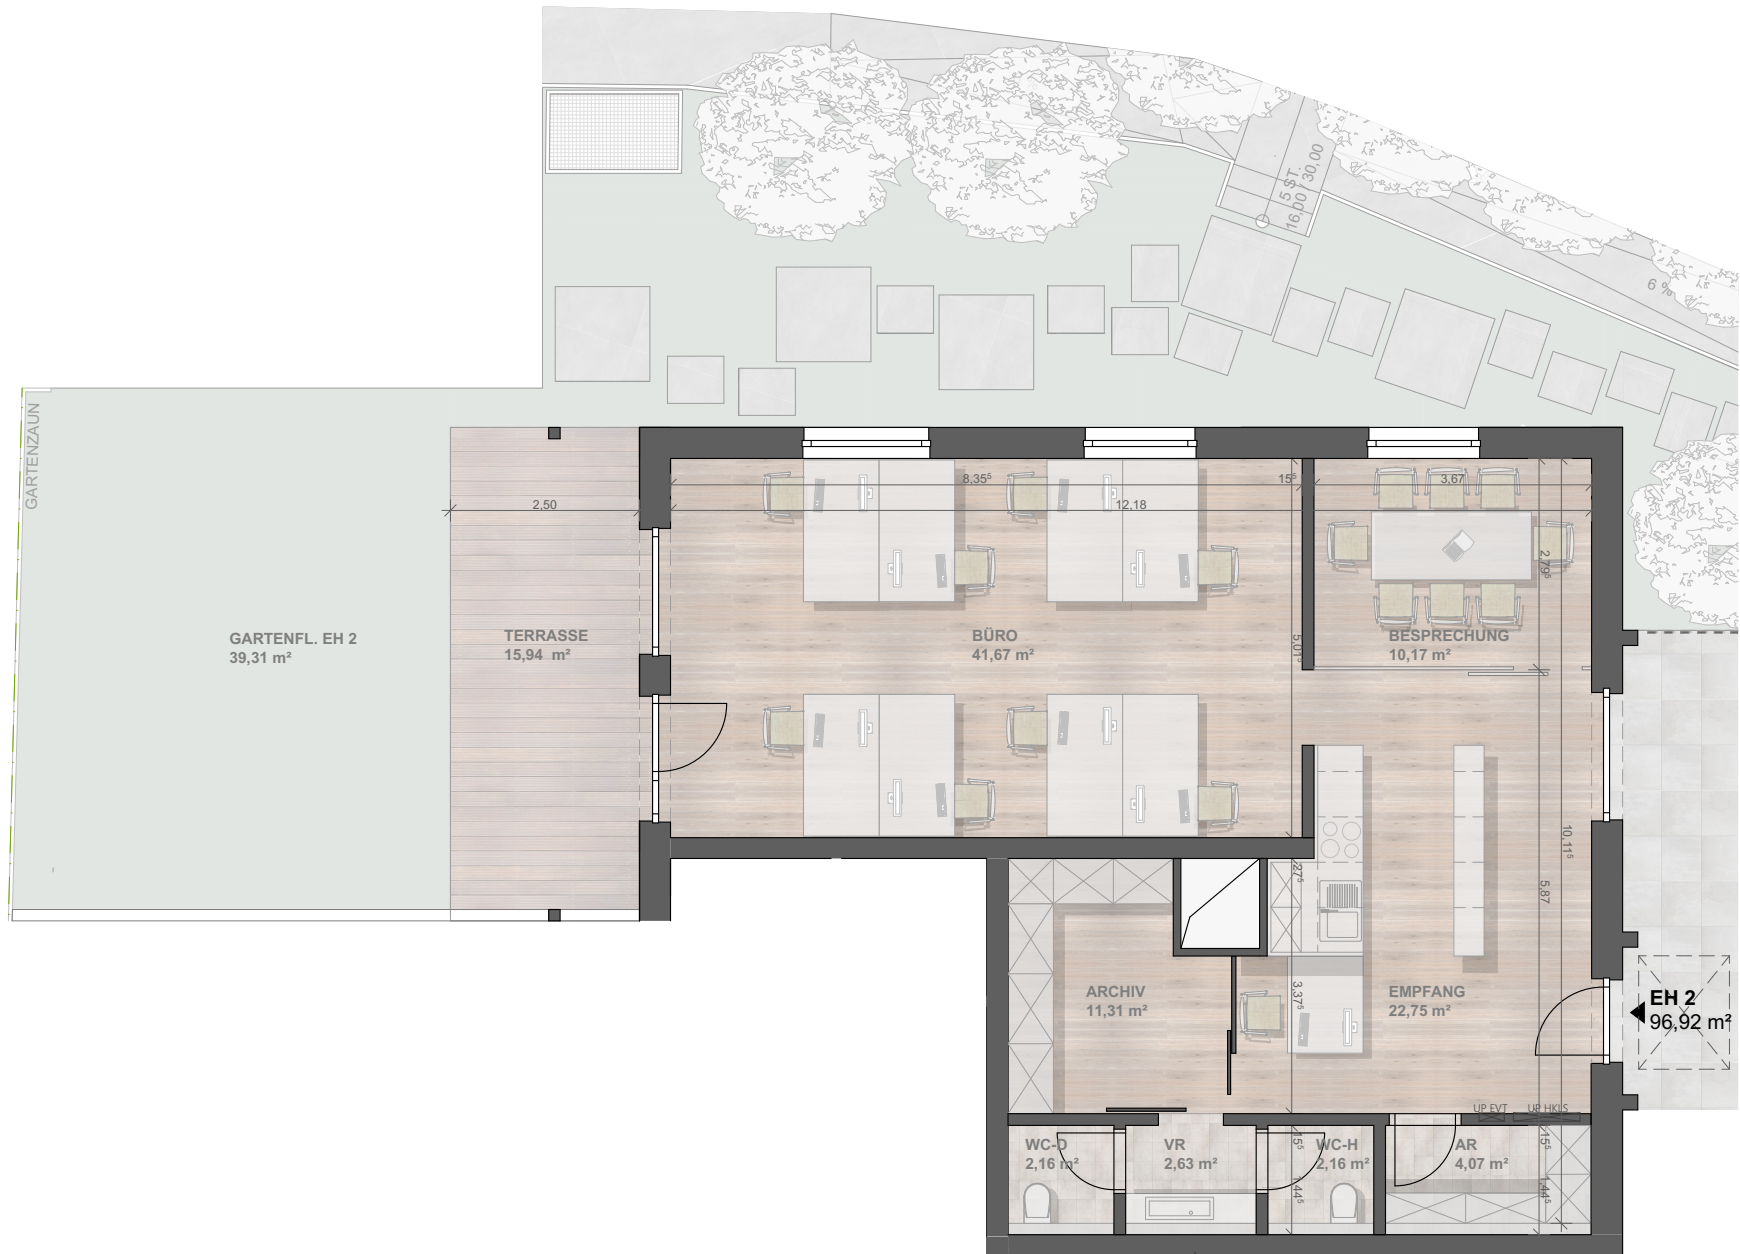 5 ST.
16,00 / 30,00
6 %
GARTENZAUN
8,35⁵
15⁵
3,67
2,50
12,18
2,79⁵
GARTENFL. EH 2
39,31 m²
TERRASSE
15,94 m²
BÜRO
41,67 m²
5,01⁵
BESPRECHUNG
10,17 m²
10,11⁵
27⁵
5,87
ARCHIV
11,31 m²
3,37⁵
EMPFANG
22,75 m²
EH 2
96,92 m²
UP EVT
UP HKLS
WC-D
2,16 m²
VR
2,63 m²
15⁵
WC-H
2,16 m²
AR
4,07 m²
15⁵
1,44⁵
1,44⁵